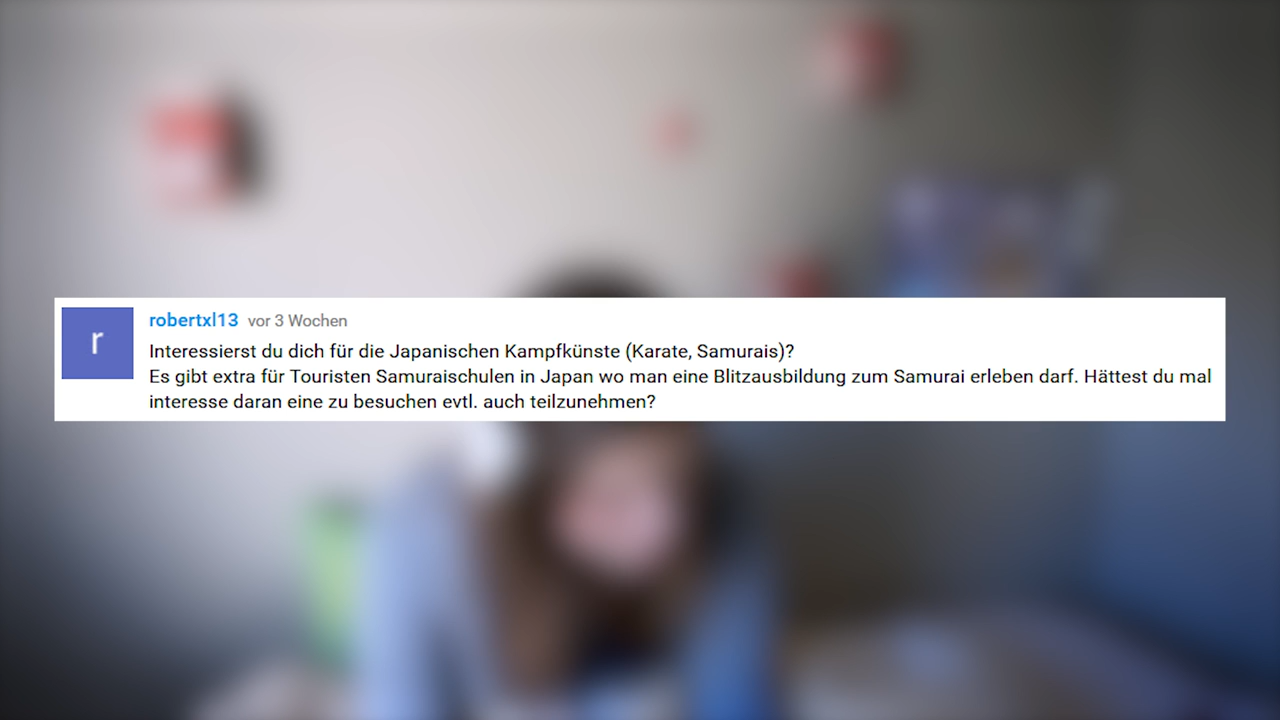 r
robertxl13 vor 3 Wochen
Interessierst du dich für die Japanischen Kampfkünste (Karate, Samurais)?
Es gibt extra für Touristen Samuraischulen in Japan wo man eine Blitzausbildung zum Samurai erleben darf. Hättest du mal
interesse daran eine zu besuchen evtl. auch teilzunehmen?